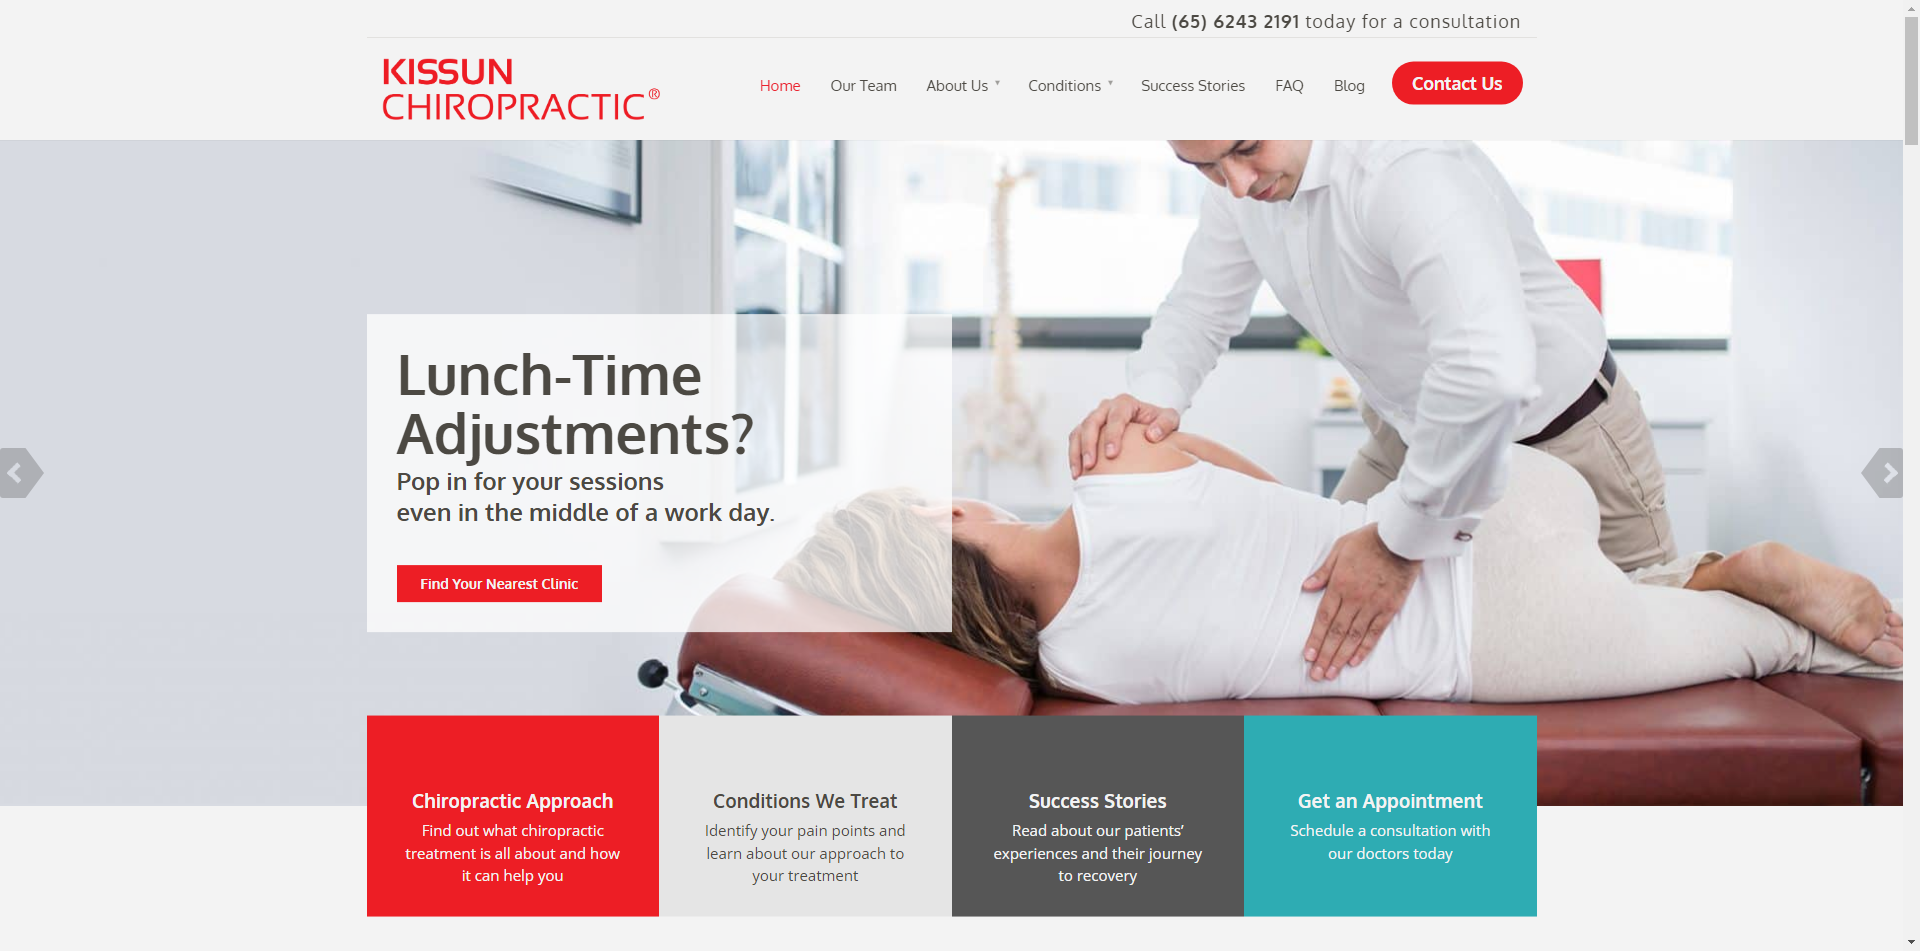 Call (65) 6243 2191 today for a consultation
KISSUN
CHIROPRACTIC®
Home
Our Team
About Us
Conditions
Success Stories
FAQ
Blog
Contact Us
Lunch-Time
Adjustments?
Pop in for your sessions
even in the middle of a work day.
Find Your Nearest Clinic
Chiropractic Approach
Find out what chiropractic
treatment is all about and how
it can help you
Conditions We Treat
Identify your pain points and
learn about our approach to
your treatment
Success Stories
Read about our patients’
experiences and their journey
to recovery
Get an Appointment
Schedule a consultation with
our doctors today